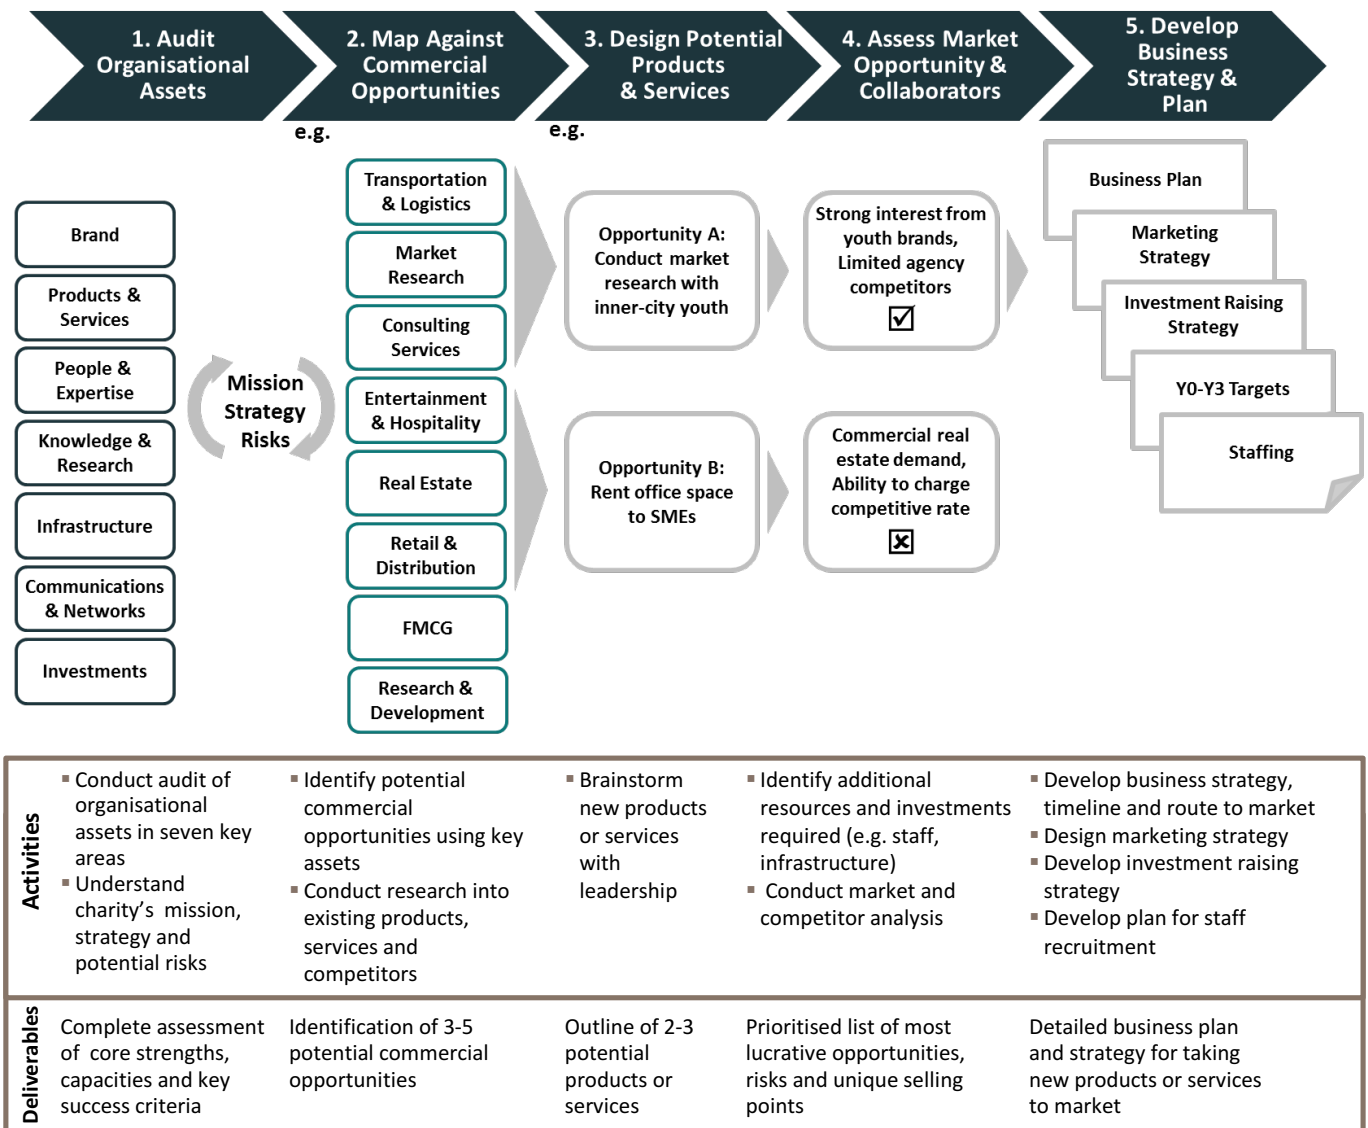 1. Audit
Organisational
Assets
2. Map Against
Commercial
Opportunities
3. Design Potential
Products
& Services
4. Assess Market
Opportunity &
Collaborators
5. Develop
Business
Strategy &
Plan
e.g.
e.g.
Brand
Products &
Services
People &
Expertise
Knowledge &
Research
Infrastructure
Communications
& Networks
Investments
Mission
Strategy
Risks
Transportation
& Logistics
Market
Research
Consulting
Services
Entertainment
& Hospitality
Real Estate
Retail &
Distribution
FMCG
Research &
Development
Opportunity A:
Conduct market
research with
inner-city youth
Opportunity B:
Rent office space
to SMEs
Strong interest from
youth brands,
Limited agency
competitors
Commercial real
estate demand,
Ability to charge
competitive rate
Business Plan
Marketing
Strategy
Investment Raising
Strategy
Y0-Y3 Targets
Staffing
Activities
▪ Conduct audit of
organisational
assets in seven key
areas
▪ Understand
charity’s mission,
strategy and
potential risks
▪ Identify potential
commercial
opportunities using key
assets
▪ Conduct research into
existing products,
services and
competitors
▪ Brainstorm
new products
or services
with
leadership
▪ Identify additional
resources and investments
required (e.g. staff,
infrastructure)
▪ Conduct market and
competitor analysis
▪ Develop business strategy,
timeline and route to market
▪ Design marketing strategy
▪ Develop investment raising
strategy
▪ Develop plan for staff
recruitment
Deliverables
Complete assessment
of core strengths,
capacities and key
success criteria
Identification of 3-5
potential commercial
opportunities
Outline of 2-3
potential
products or
services
Prioritised list of most
lucrative opportunities,
risks and unique selling
points
Detailed business plan
and strategy for taking
new products or services
to market